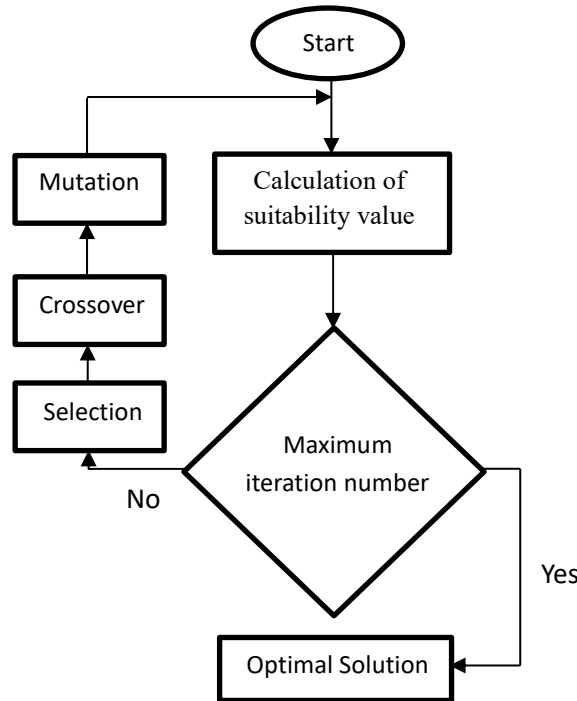 Start
Calculation of
suitability value
Maximum
iteration number
No
Selection
Crossover
Mutation
Yes
Optimal Solution